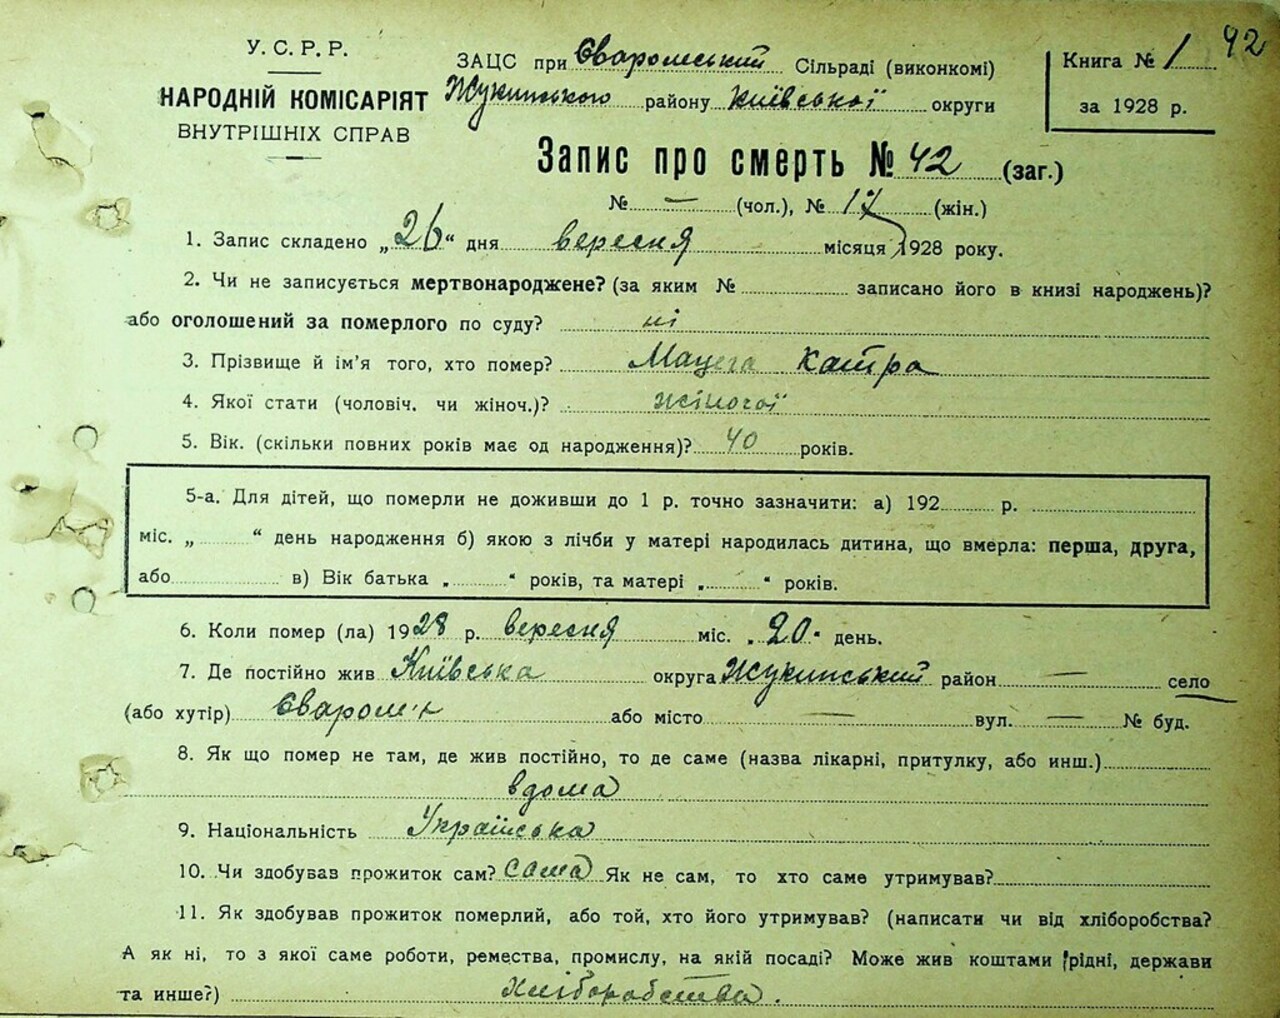 92
У. С. Р. Р.
НАРОДНІЙ КОМІСАРІЯТ
ВНУТРІШНІХ СПРАВ
ЗАЦС при Єваромський Сільраді (виконкомі)
Жукинського району Київської округи
Книга № 1
за 1928 р.
Запис про смерть № 42 (заг.)
№ — (чол.), № 17 (жін.)
1. Запис складено „26“ дня вересня місяця 1928 року.
2. Чи не записується мертвонароджене? (за яким № записано його в книзі народжень)?
або оголошений за померлого по суду? ні
3. Прізвище й ім’я того, хто помер? Мацега Катра
4. Якої стати (чоловіч. чи жіноч.)? жіночої
5. Вік. (скільки повних років має од народження)? 40 років.
5-а. Для дітей, що померли не доживши до 1 р. точно зазначити: а) 192 р.
міс. „ “ день народження б) якою з лічби у матері народилась дитина, що вмерла: перша, друга,
або в) Вік батька „ “ років, та матері „ “ років.
6. Коли помер (ла) 1928 р. вересня міс. „20“ день.
7. Де постійно жив Київська округа Жукинський район — село
(або хутір) Єваром'я або місто — вул. — № буд.
8. Як що помер не там, де жив постійно, то де саме (назва лікарні, притулку, або инш.)
вдома
9. Національність Українська
10. Чи здобував прожиток сам? сама Як не сам, то хто саме утримував?
11. Як здобував прожиток померлий, або той, хто його утримував? (написати чи від хліборобства?
А як ні, то з якої саме роботи, ремества, промислу, на якій посаді? Може жив коштами рідні, держави
та инше?) Хліборобства.